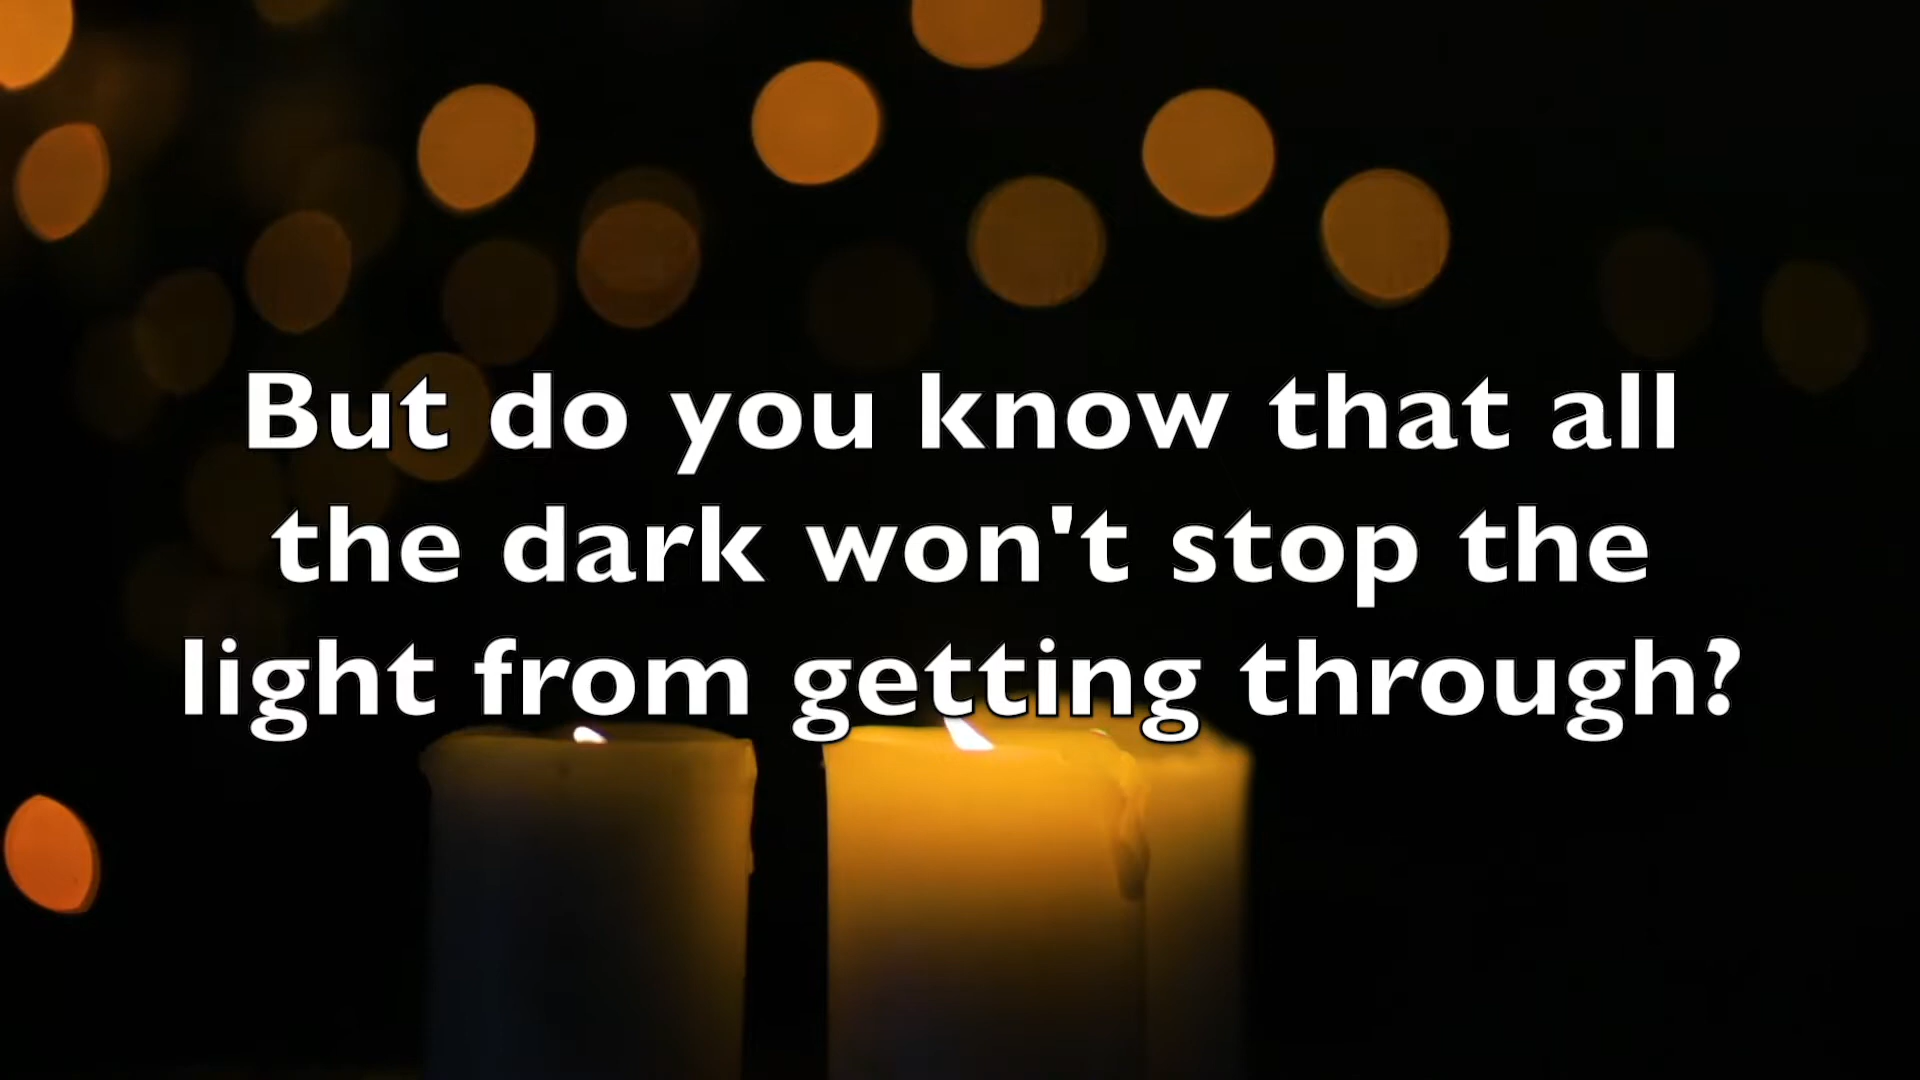 But do you know that all
the dark won't stop the
light from getting through?